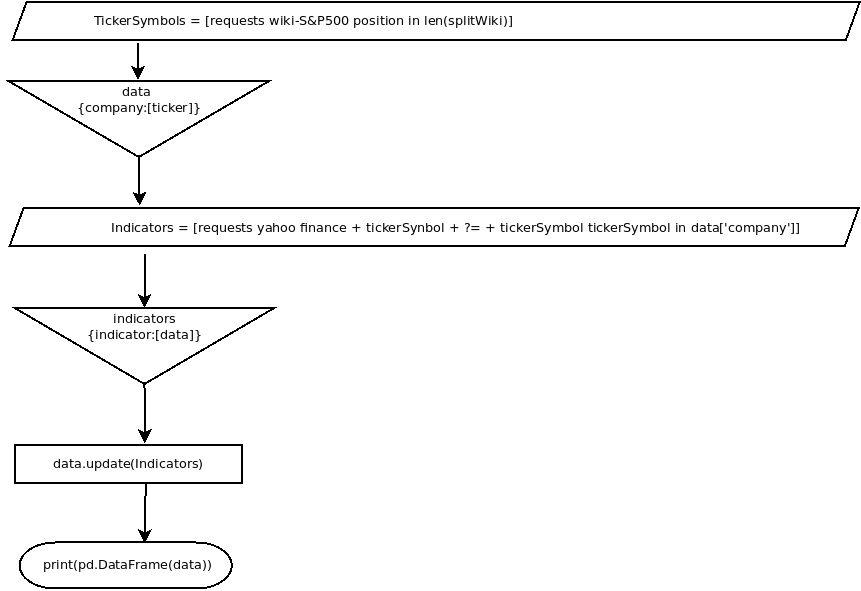 TickerSymbols = [requests wiki-S&P500 position in len(splitWiki)]
data
{company:[ticker]}
Indicators = [requests yahoo finance + tickerSynbol + ?= + tickerSymbol tickerSymbol in data['company']]
indicators
{indicator:[data]}
data.update(Indicators)
print(pd.DataFrame(data))